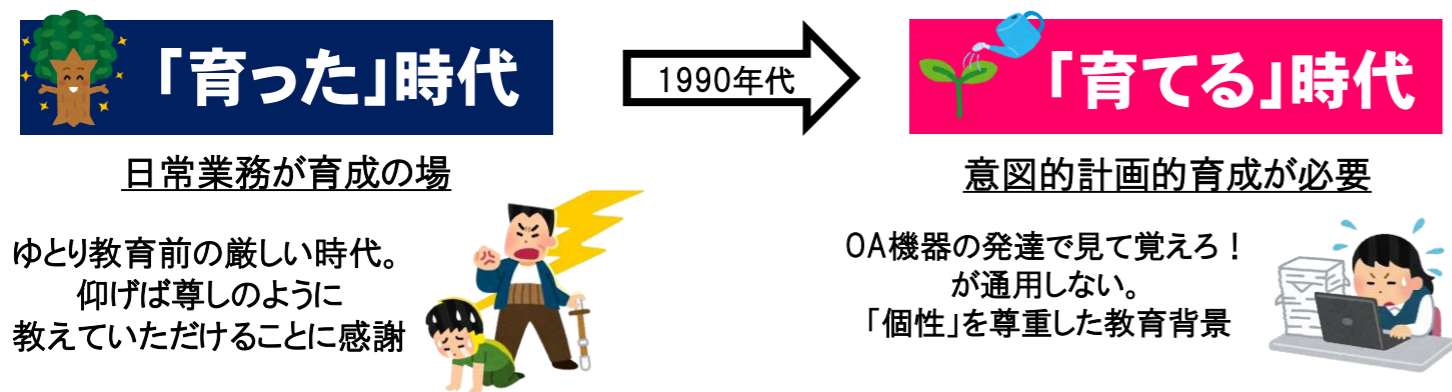 「育った」時代
1990年代
「育てる」時代
日常業務が育成の場
ゆとり教育前の厳しい時代。
仰げば尊しのように
教えていただけることに感謝
意図的計画的育成が必要
OA機器の発達で見て覚えろ！
が通用しない。
「個性」を尊重した教育背景